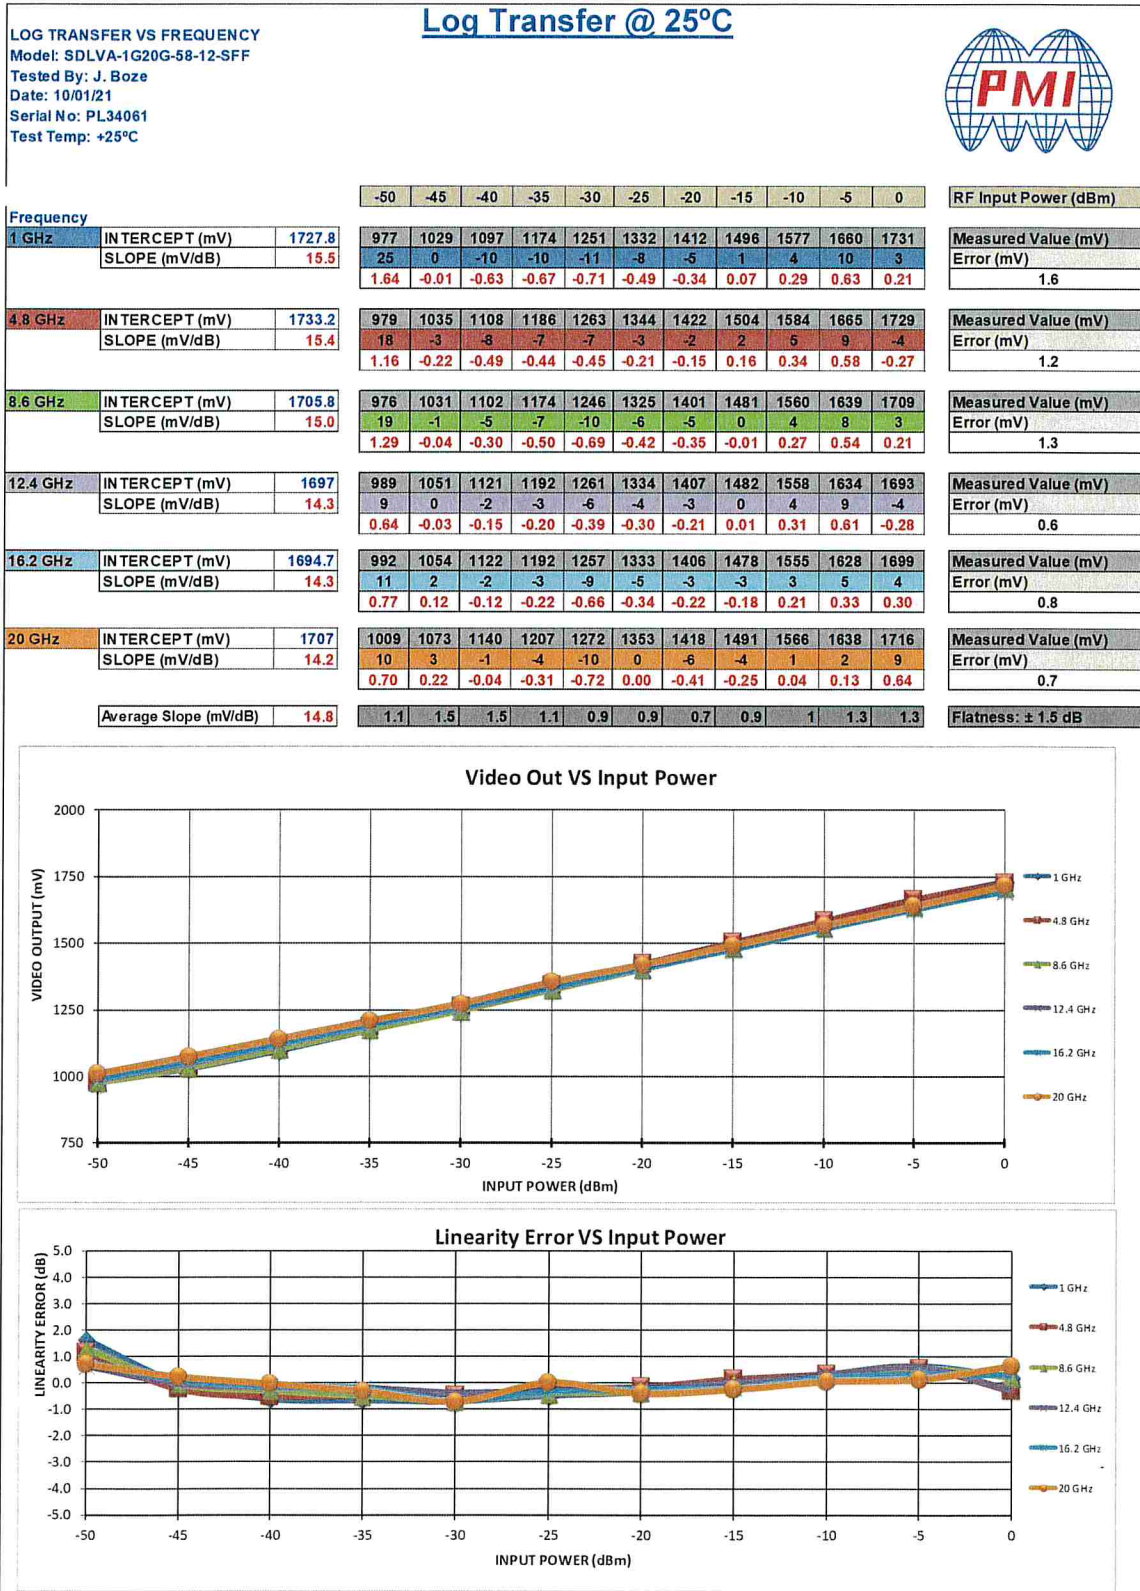 Log Transfer @ 25ºC
LOG TRANSFER VS FREQUENCY
Model: SDLVA-1G20G-58-12-SFF
Tested By: J. Boze
Date: 10/01/21
Serial No: PL34061
Test Temp: +25ºC
PMI
-50 -45 -40 -35 -30 -25 -20 -15 -10 -5 0 RF Input Power (dBm)
Frequency
1 GHz INTERCEPT (mV) 1727.8 977 1029 1097 1174 1251 1332 1412 1496 1577 1660 1731 Measured Value (mV)
SLOPE (mV/dB) 15.5 25 0 -10 -10 -11 -8 -5 1 4 10 3 Error (mV)
1.64 -0.01 -0.63 -0.67 -0.71 -0.49 -0.34 0.07 0.29 0.63 0.21 1.6
4.8 GHz INTERCEPT (mV) 1733.2 979 1035 1108 1186 1263 1344 1422 1504 1584 1665 1729 Measured Value (mV)
SLOPE (mV/dB) 15.4 18 -3 -8 -7 -7 -3 -2 2 5 9 -4 Error (mV)
1.16 -0.22 -0.49 -0.44 -0.45 -0.21 -0.15 0.16 0.34 0.58 -0.27 1.2
8.6 GHz INTERCEPT (mV) 1705.8 976 1031 1102 1174 1246 1325 1401 1481 1560 1639 1709 Measured Value (mV)
SLOPE (mV/dB) 15.0 19 -1 -5 -7 -10 -6 -5 0 4 8 3 Error (mV)
1.29 -0.04 -0.30 -0.50 -0.69 -0.42 -0.35 -0.01 0.27 0.54 0.21 1.3
12.4 GHz INTERCEPT (mV) 1697 989 1051 1121 1192 1261 1334 1407 1482 1558 1634 1693 Measured Value (mV)
SLOPE (mV/dB) 14.3 9 0 -2 -3 -6 -4 -3 0 4 9 -4 Error (mV)
0.64 -0.03 -0.15 -0.20 -0.39 -0.30 -0.21 0.01 0.31 0.61 -0.28 0.6
16.2 GHz INTERCEPT (mV) 1694.7 992 1054 1122 1192 1257 1333 1406 1478 1555 1628 1699 Measured Value (mV)
SLOPE (mV/dB) 14.3 11 2 -2 -3 -9 -5 -3 -3 3 5 4 Error (mV)
0.77 0.12 -0.12 -0.22 -0.66 -0.34 -0.22 -0.18 0.21 0.33 0.30 0.8
20 GHz INTERCEPT (mV) 1707 1009 1073 1140 1207 1272 1353 1418 1491 1566 1638 1716 Measured Value (mV)
SLOPE (mV/dB) 14.2 10 3 -1 -4 -10 0 -6 -4 1 2 9 Error (mV)
0.70 0.22 -0.04 -0.31 -0.72 0.00 -0.41 -0.25 0.04 0.13 0.64 0.7
Average Slope (mV/dB) 14.8 1.1 1.5 1.5 1.1 0.9 0.9 0.7 0.9 1 1.3 1.3 Flatness: ± 1.5 dB
Video Out VS Input Power
VIDEO OUTPUT (mV)
2000
1750
1500
1250
1000
750
-50 -45 -40 -35 -30 -25 -20 -15 -10 -5 0
INPUT POWER (dBm)
1 GHz
4.8 GHz
8.6 GHz
12.4 GHz
16.2 GHz
20 GHz
Linearity Error VS Input Power
LINEARITY ERROR (dB)
5.0
4.0
3.0
2.0
1.0
0.0
-1.0
-2.0
-3.0
-4.0
-5.0
-50 -45 -40 -35 -30 -25 -20 -15 -10 -5 0
INPUT POWER (dBm)
1 GHz
4.8 GHz
8.6 GHz
12.4 GHz
16.2 GHz
20 GHz